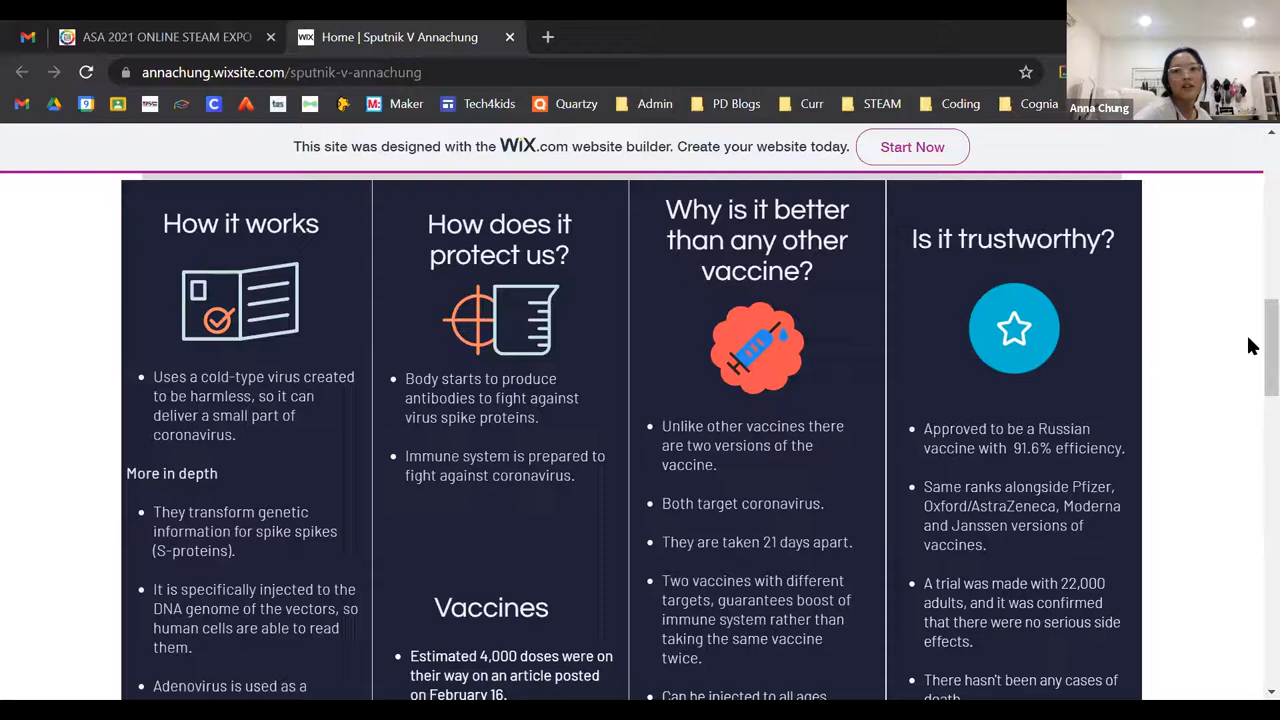 ASA 2021 ONLINE STEAM EXPO
WiX Home | Sputnik V Annachung
annachung.wixsite.com/sputnik-v-annachung
Maker Tech4kids Quartzy Admin PD Blogs Curr STEAM Coding Cognia
Anna Chung
This site was designed with the WiX.com website builder. Create your website today. Start Now
How it works
Uses a cold-type virus created
to be harmless, so it can
deliver a small part of
coronavirus.
More in depth
They transform genetic
information for spike spikes
(S-proteins).
It is specifically injected to the
DNA genome of the vectors, so
human cells are able to read
them.
Adenovirus is used as a
How does it
protect us?
Body starts to produce
antibodies to fight against
virus spike proteins.
Immune system is prepared to
fight against coronavirus.
Vaccines
Estimated 4,000 doses were on
their way on an article posted
on February 16.
Why is it better
than any other
vaccine?
Unlike other vaccines there
are two versions of the
vaccine.
Both target coronavirus.
They are taken 21 days apart.
Two vaccines with different
targets, guarantees boost of
immune system rather than
taking the same vaccine
twice.
Can be injected to all ages
Is it trustworthy?
Approved to be a Russian
vaccine with 91.6% efficiency.
Same ranks alongside Pfizer,
Oxford/AstraZeneca, Moderna
and Janssen versions of
vaccines.
A trial was made with 22,000
adults, and it was confirmed
that there were no serious side
effects.
There hasn't been any cases of
death